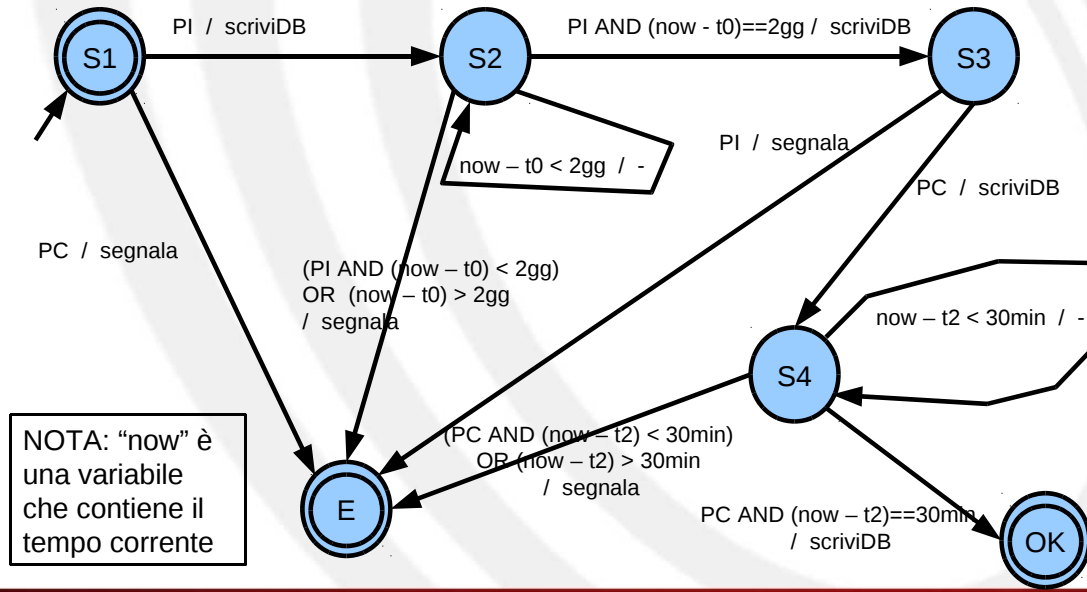 PI / scriviDB
PI AND (now - t0)==2gg / scriviDB
S1
S2
S3
now – t0 < 2gg / -
PI / segnala
PC / scriviDB
PC / segnala
(PI AND (now – t0) < 2gg)
OR (now – t0) > 2gg
/ segnala
now – t2 < 30min / -
S4
NOTA: “now” è
una variabile
che contiene il
tempo corrente
(PC AND (now – t2) < 30min)
OR (now – t2) > 30min
/ segnala
E
PC AND (now – t2)==30min
/ scriviDB
OK